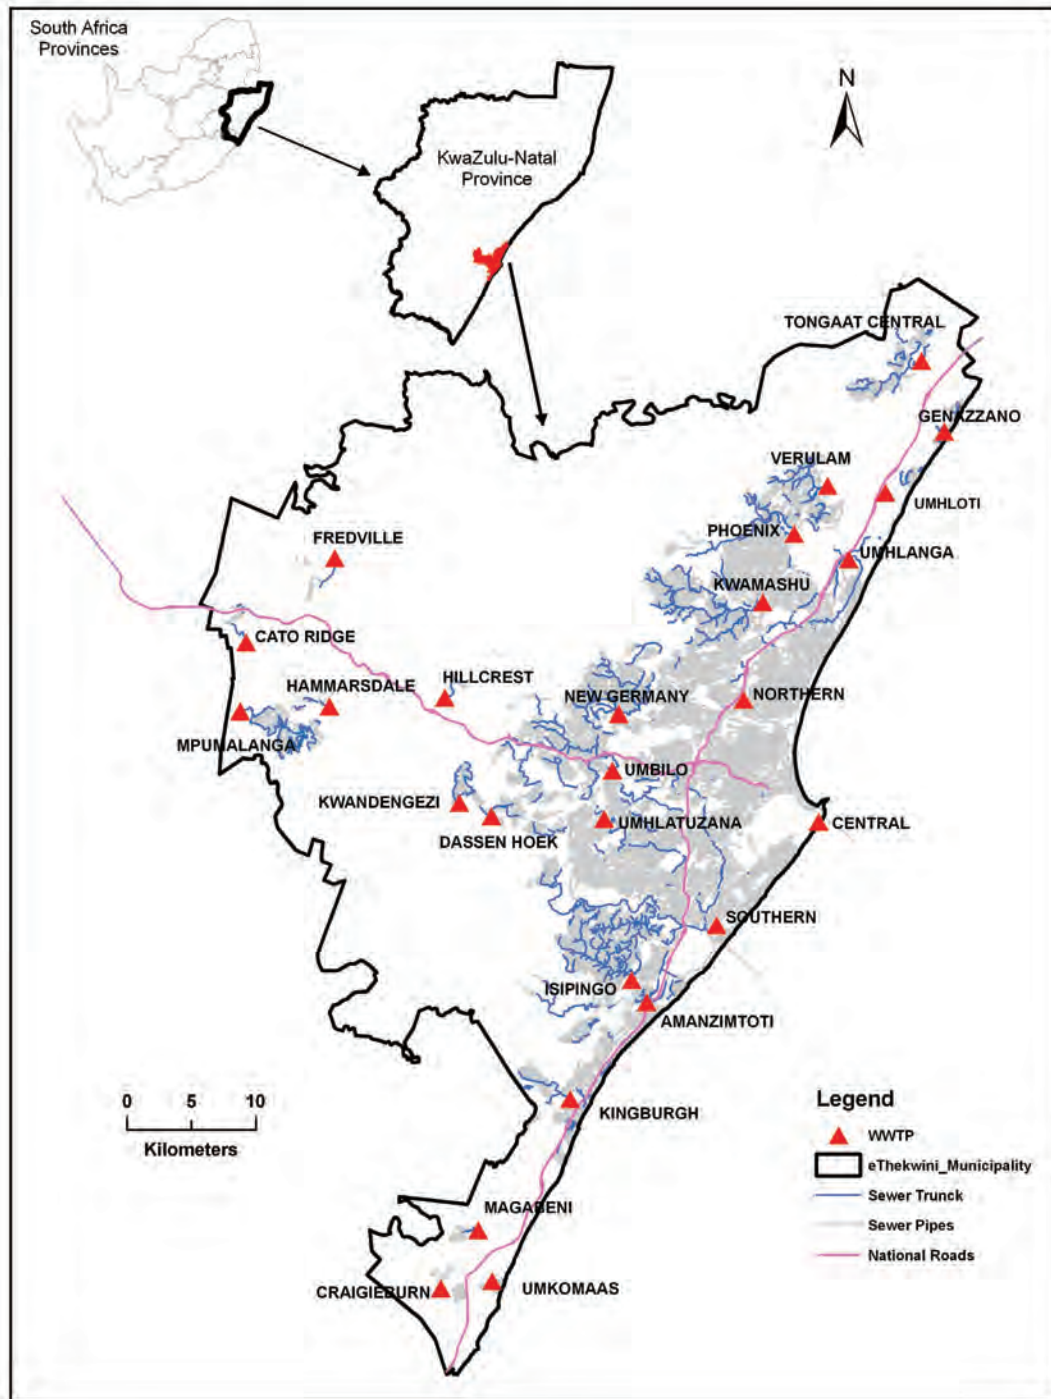 South Africa
Provinces
N
KwaZulu-Natal
Province
TONGAAT CENTRAL
GENAZZANO
VERULAM
UMHLOTI
PHOENIX
FREDVILLE
UMHLANGA
KWAMASHU
CATO RIDGE
HILLCREST
HAMMARSDALE
NEW GERMANY
NORTHERN
MPUMALANGA
UMBILO
KWANDENGEZI
UMHLATUZANA
CENTRAL
DASSEN HOEK
SOUTHERN
ISIPINGO
AMANZIMTOTI
KINGBURGH
0 5 10
Kilometers
MAGABENI
CRAIGIEBURN
UMKOMAAS
Legend
WWTP
eThekwini_Municipality
Sewer Trunck
Sewer Pipes
National Roads